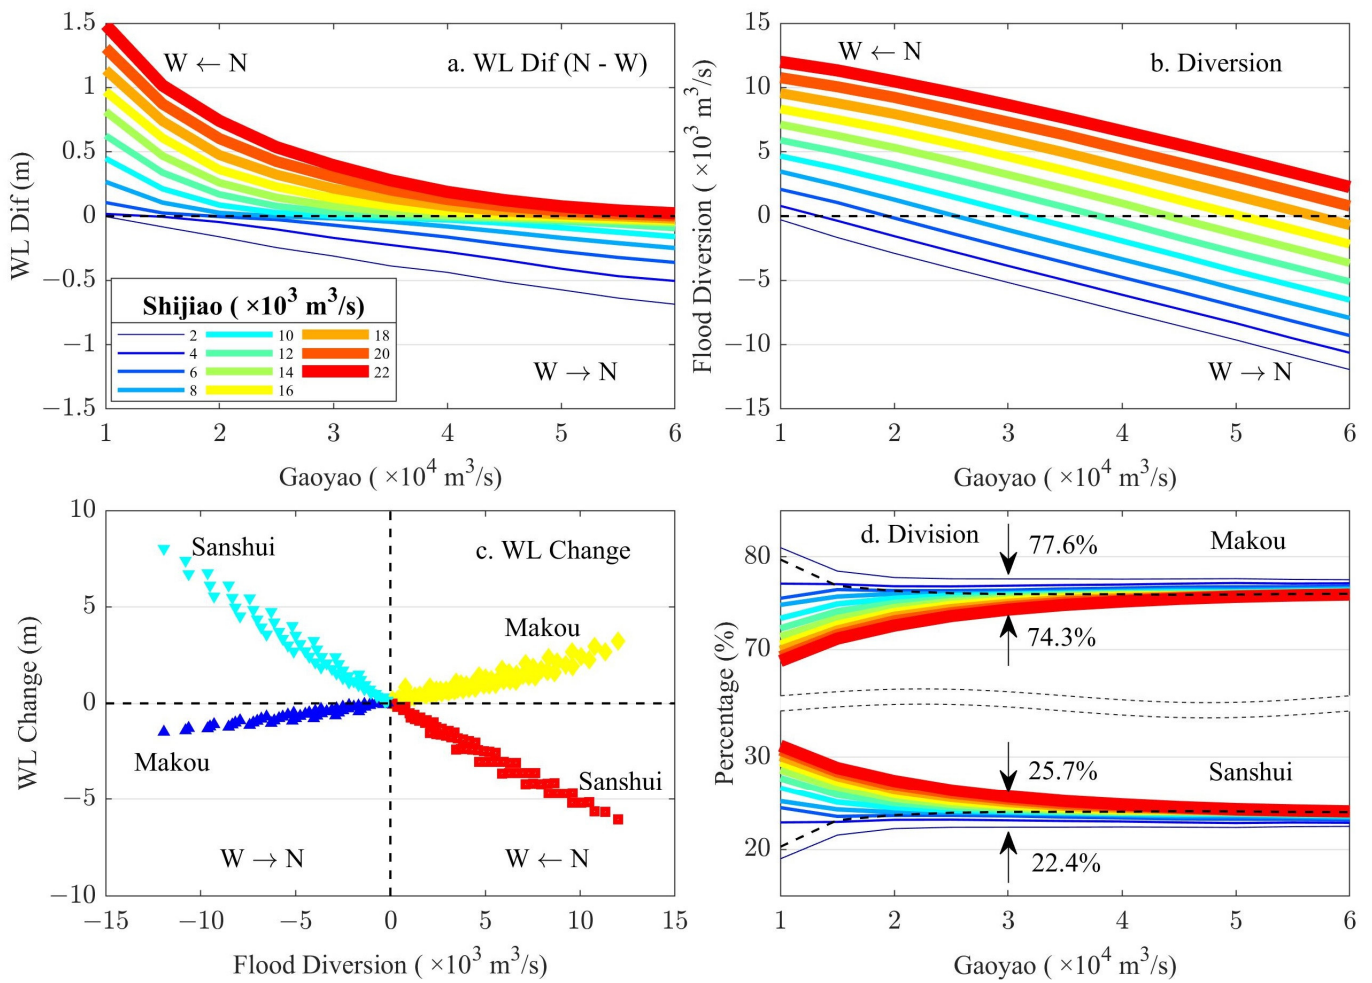 1.5
1
0.5
0
−0.5
−1
−1.5
WL Dif (m)
W ← N
a. WL Dif (N - W)
Shijiao ( ×10³ m³/s)
2
4
6
8
10
12
14
16
18
20
22
W → N
1
2
3
4
5
6
Gaoyao ( ×10⁴ m³/s)
15
10
5
0
−5
−10
−15
Flood Diversion ( ×10³ m³/s)
W ← N
b. Diversion
W → N
1
2
3
4
5
6
Gaoyao ( ×10⁴ m³/s)
10
5
0
−5
−10
WL Change (m)
Sanshui
c. WL Change
Makou
Makou
Sanshui
W → N
W ← N
−15
−10
−5
0
5
10
15
Flood Diversion ( ×10³ m³/s)
80
70
30
20
Percentage (%)
d. Division
77.6%
Makou
74.3%
25.7%
Sanshui
22.4%
1
2
3
4
5
6
Gaoyao ( ×10⁴ m³/s)